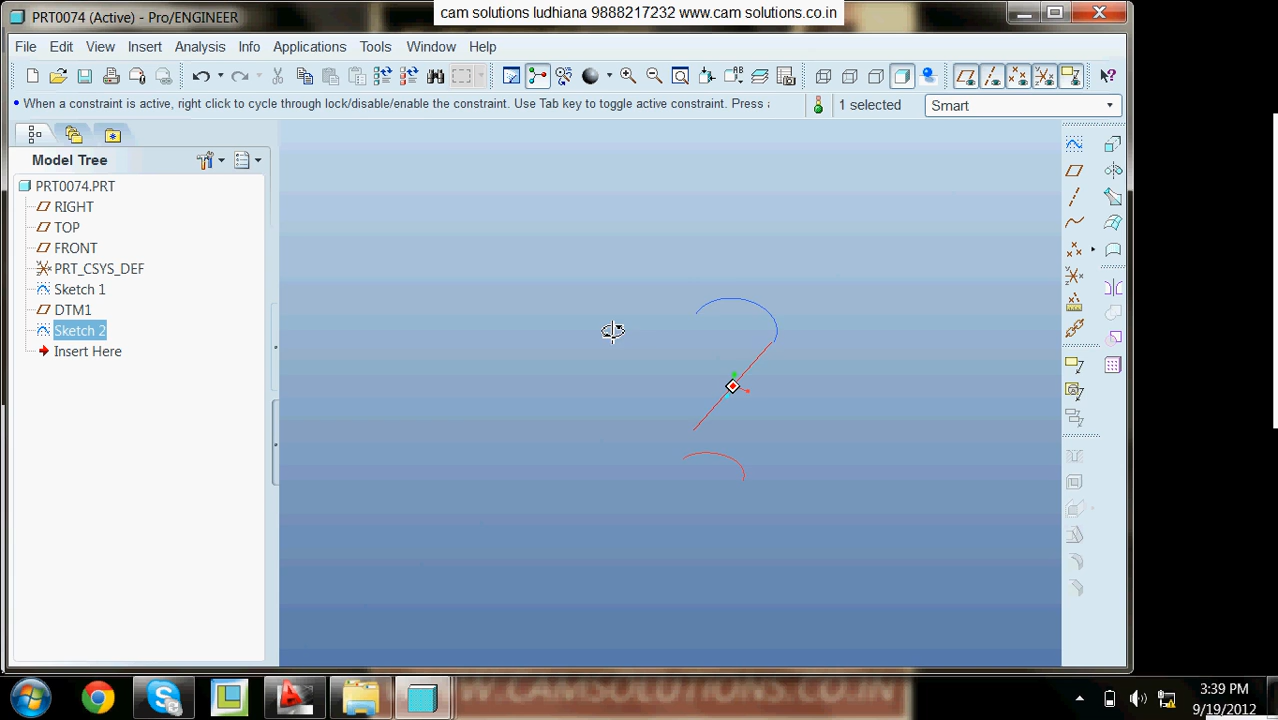 PRT0074 (Active) - Pro/ENGINEER
cam solutions ludhiana 9888217232 www.cam solutions.co.in
File Edit View Insert Analysis Info Applications Tools Window Help
When a constraint is active, right click to cycle through lock/disable/enable the constraint. Use Tab key to toggle active constraint. Press
1 selected
Smart
Model Tree
PRT0074.PRT
RIGHT
TOP
FRONT
PRT_CSYS_DEF
Sketch 1
DTM1
Sketch 2
Insert Here
3:39 PM
9/19/2012